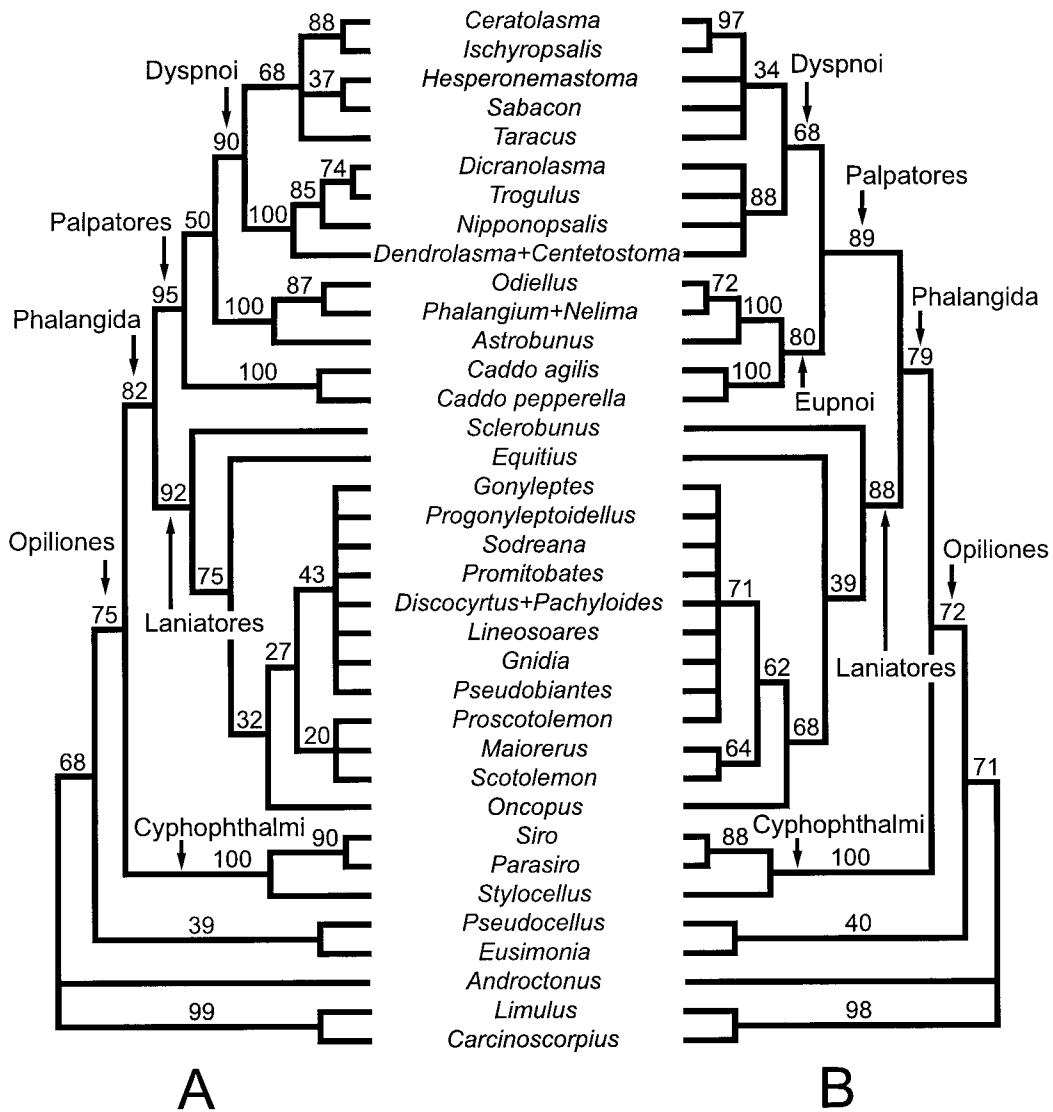 88
Ceratolasma
97
Ischyropsalis
Dyspnoi
68
37
Hesperonemastoma
34
Dyspnoi
Sabacon
90
Taracus
68
74
Dicranolasma
85
Trogulus
Palpatores
Palpatores
50
100
Nipponopsalis
88
89
Dendrolasma+Centetostoma
95
87
Odiellus
72
Phalangida
100
Phalangium+Nelima
100
Phalangida
Astrobunus
80
79
82
100
Caddo agilis
100
Caddo pepperella
Eupnoi
Sclerobunus
Equitius
92
Gonyleptes
88
Progonyleptoidellus
Opiliones
Sodreana
Opiliones
75
43
Promitobates
71
39
75
Laniatores
Discocyrtus+Pachyloides
72
Lineosoares
27
Gnidia
62
Laniatores
Pseudobiantes
32
20
Proscotolemon
68
Maiorerus
64
68
Scotolemon
71
Oncopus
Cyphophthalmi
90
Siro
88
Cyphophthalmi
100
Parasiro
100
Stylocellus
39
Pseudocellus
40
Eusimonia
Androctonus
99
Limulus
98
Carcinoscorpius
A
B